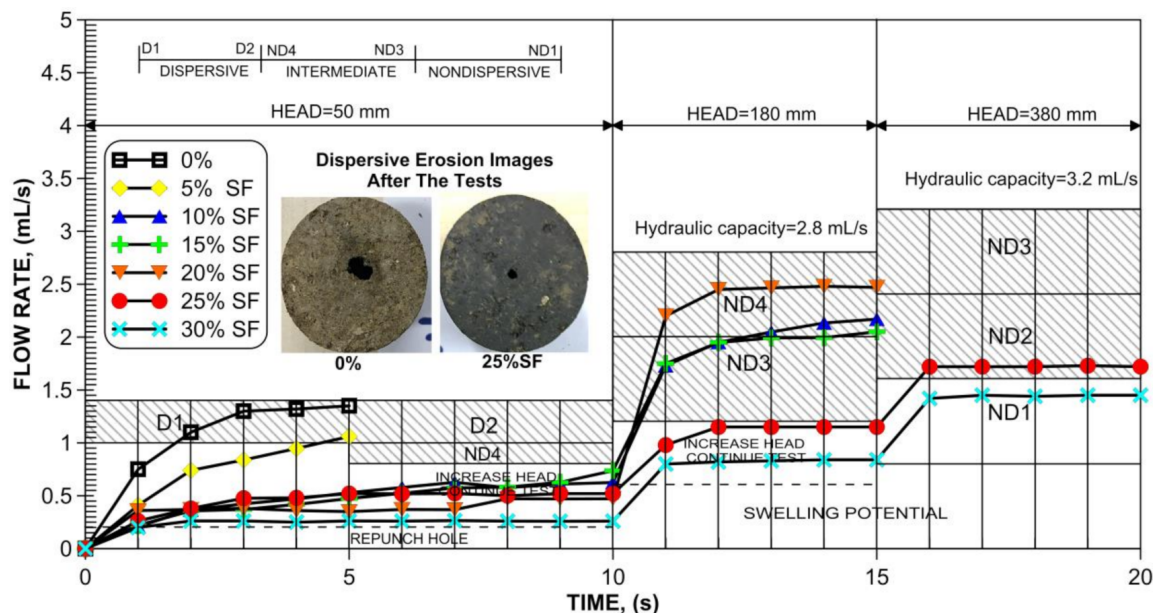 5
4.5
4
3.5
3
2.5
2
1.5
1
0.5
0
FLOW RATE, (mL/s)
D1 D2 ND4 ND3 ND1
DISPERSIVE INTERMEDIATE NONDISPERSIVE
HEAD=50 mm HEAD=180 mm HEAD=380 mm
0%
5% SF
10% SF
15% SF
20% SF
25% SF
30% SF
Dispersive Erosion Images
After The Tests
0% 25%SF
Hydraulic capacity=2.8 mL/s
Hydraulic capacity=3.2 mL/s
D1
D2
ND4
INCREASE HEAD
CONTINUE TEST
REPUNCH HOLE
ND4
ND3
INCREASE HEAD
CONTINUE TEST
ND3
ND2
ND1
SWELLING POTENTIAL
0 5 10 15 20
TIME, (s)